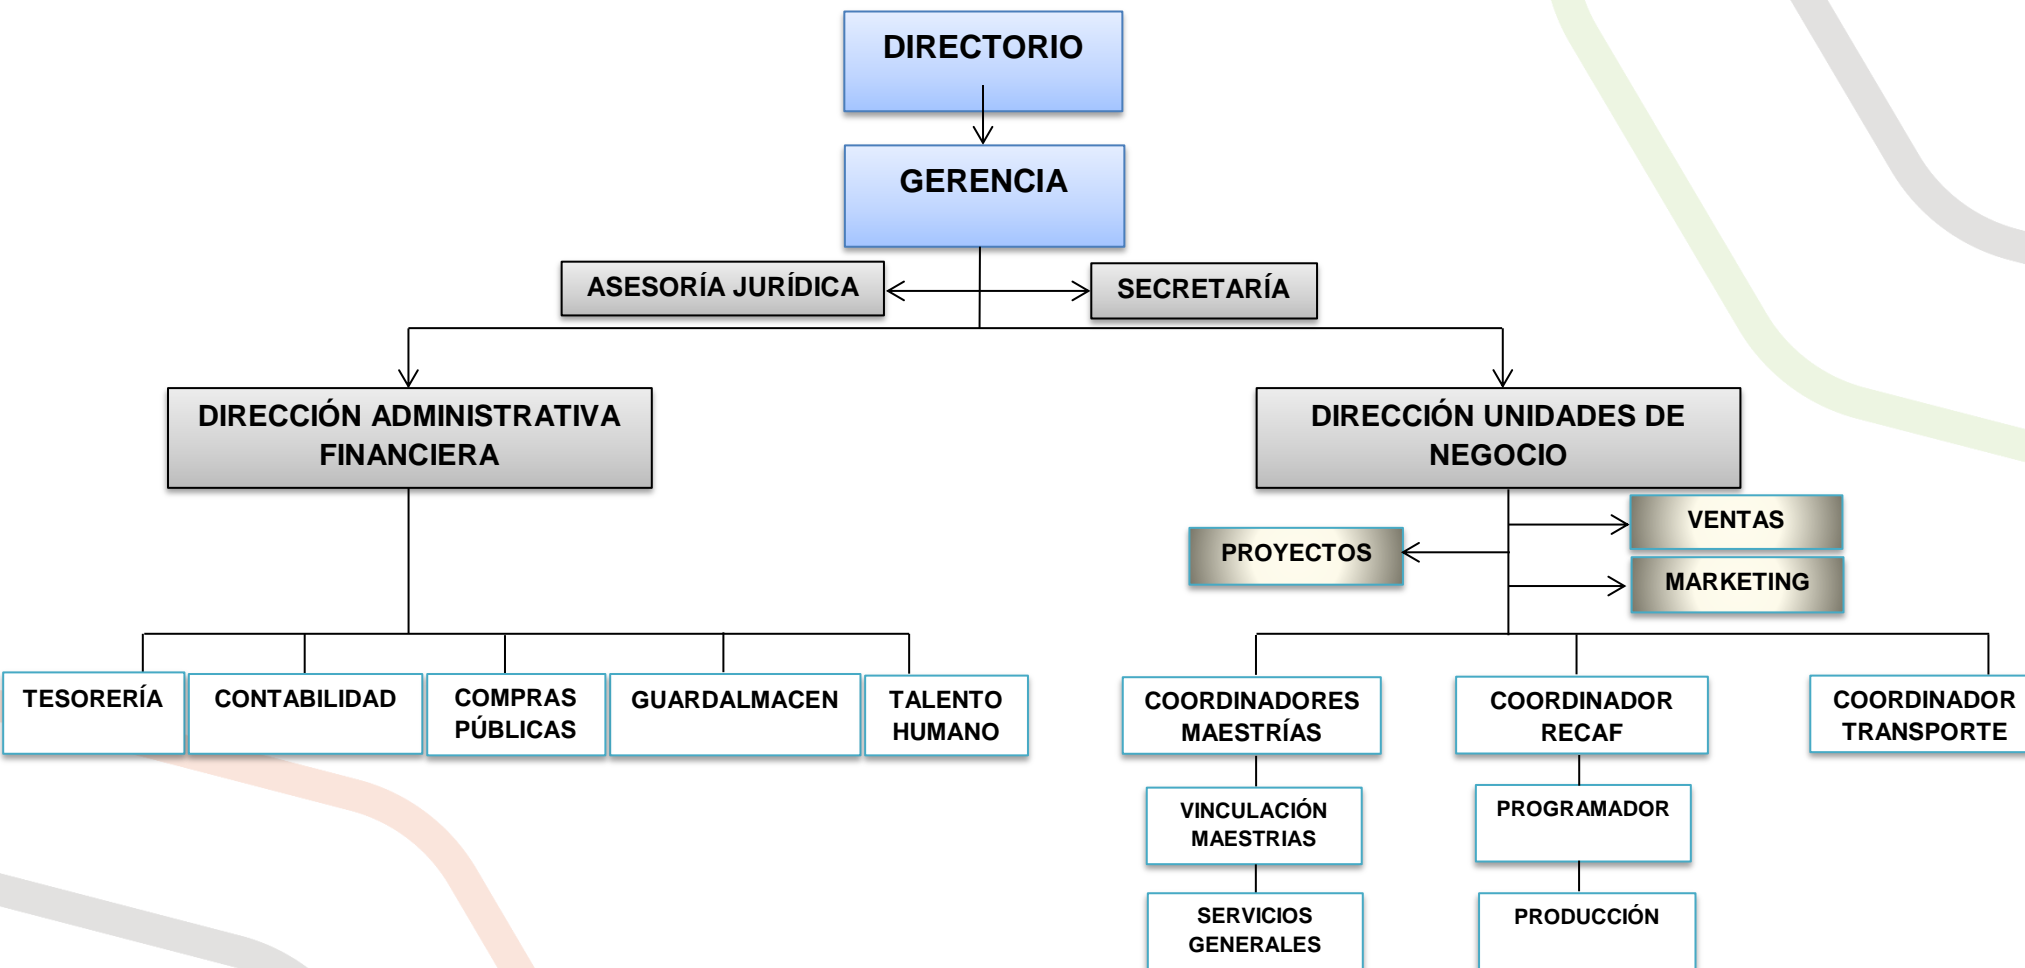 DIRECTORIO
GERENCIA
ASESORÍA JURÍDICA
SECRETARÍA
DIRECCIÓN ADMINISTRATIVA
FINANCIERA
DIRECCIÓN UNIDADES DE
NEGOCIO
VENTAS
PROYECTOS
MARKETING
TESORERÍA
CONTABILIDAD
COMPRAS
PÚBLICAS
GUARDALMACEN
TALENTO
HUMANO
COORDINADORES
MAESTRÍAS
COORDINADOR
RECAF
COORDINADOR
TRANSPORTE
VINCULACIÓN
MAESTRIAS
PROGRAMADOR
SERVICIOS
GENERALES
PRODUCCIÓN